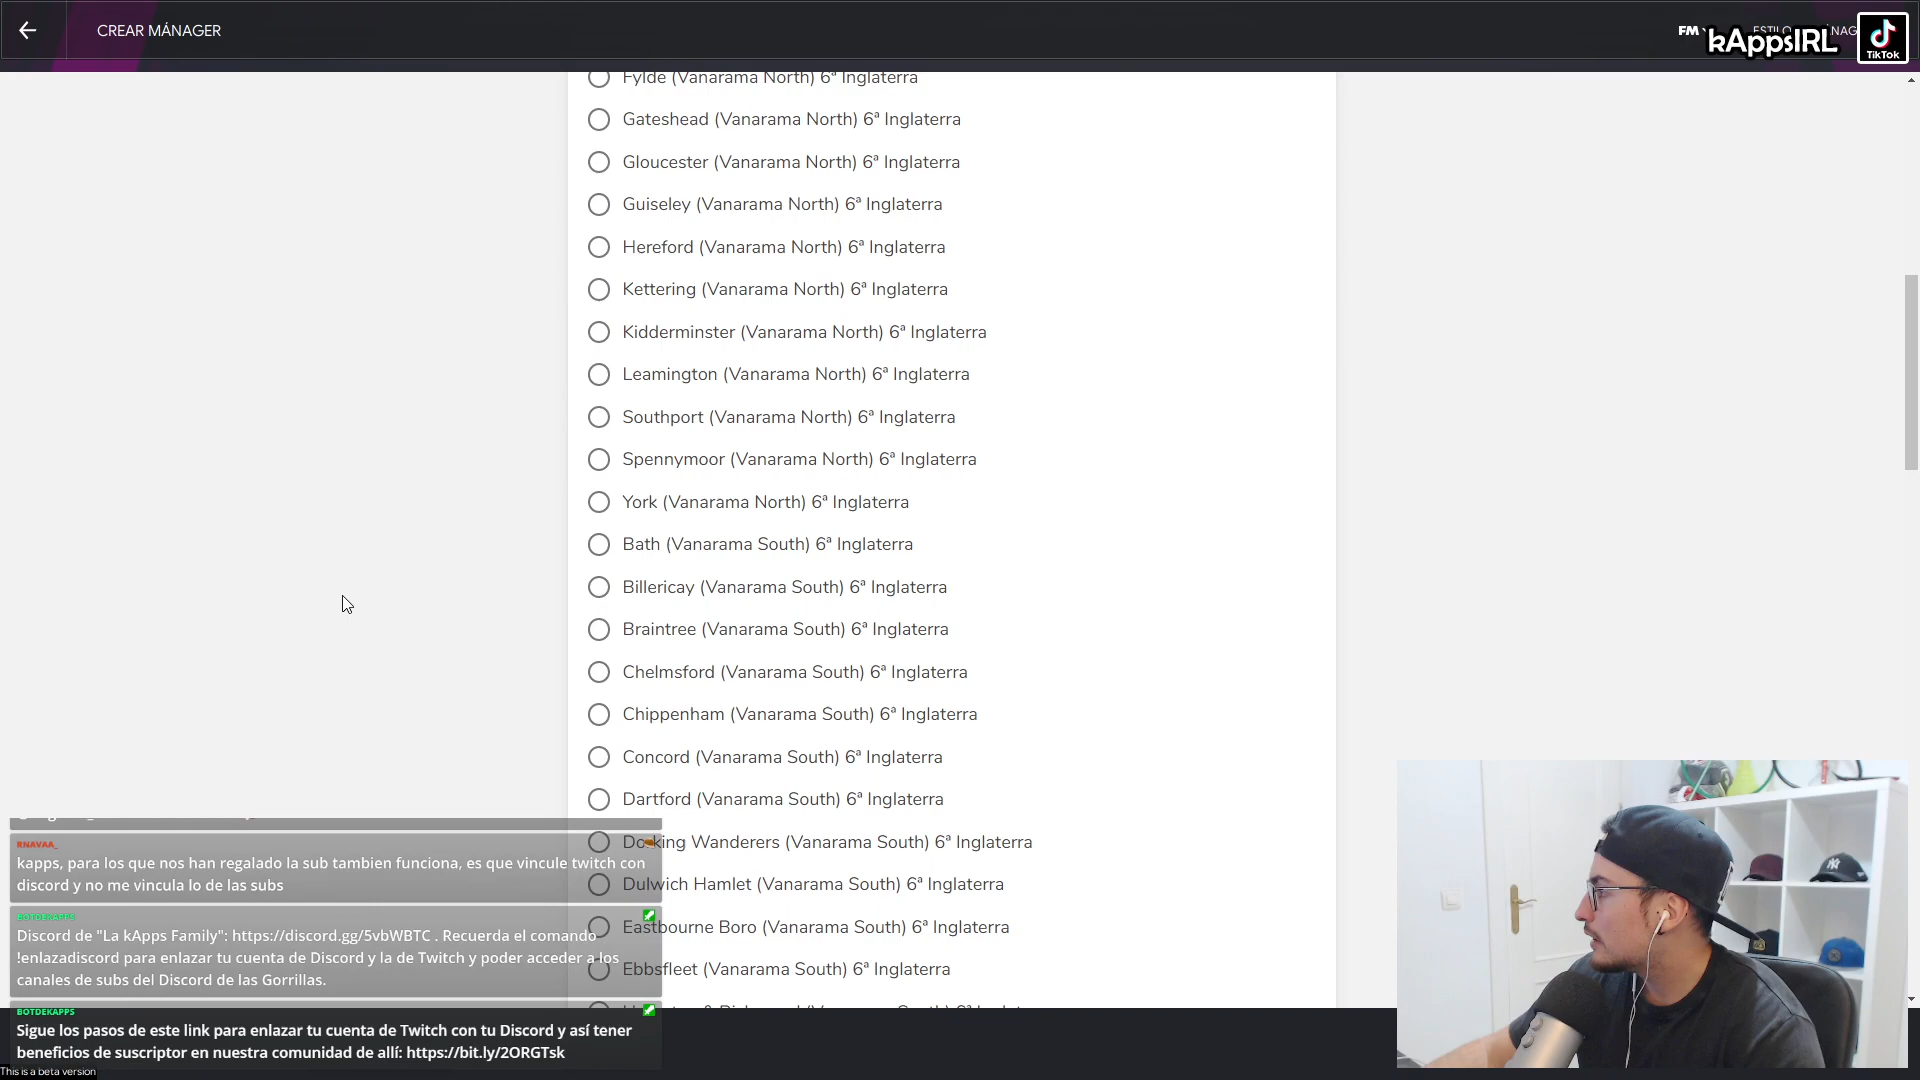 CREAR MÁNAGER
FM
ESTILO
kAppsIRL
TikTok
Fylde (Vanarama North) 6ª Inglaterra
Gateshead (Vanarama North) 6ª Inglaterra
Gloucester (Vanarama North) 6ª Inglaterra
Guiseley (Vanarama North) 6ª Inglaterra
Hereford (Vanarama North) 6ª Inglaterra
Kettering (Vanarama North) 6ª Inglaterra
Kidderminster (Vanarama North) 6ª Inglaterra
Leamington (Vanarama North) 6ª Inglaterra
Southport (Vanarama North) 6ª Inglaterra
Spennymoor (Vanarama North) 6ª Inglaterra
York (Vanarama North) 6ª Inglaterra
Bath (Vanarama South) 6ª Inglaterra
Billericay (Vanarama South) 6ª Inglaterra
Braintree (Vanarama South) 6ª Inglaterra
Chelmsford (Vanarama South) 6ª Inglaterra
Chippenham (Vanarama South) 6ª Inglaterra
Concord (Vanarama South) 6ª Inglaterra
Dartford (Vanarama South) 6ª Inglaterra
Dorking Wanderers (Vanarama South) 6ª Inglaterra
Dulwich Hamlet (Vanarama South) 6ª Inglaterra
Eastbourne Boro (Vanarama South) 6ª Inglaterra
Ebbsfleet (Vanarama South) 6ª Inglaterra
RNAVAA_
kapps, para los que nos han regalado la sub tambien funciona, es que vincule twitch con
discord y no me vincula lo de las subs
BOTDEKAPPS
Discord de "La kApps Family": https://discord.gg/5vbWBTC . Recuerda el comando
!enlazadiscord para enlazar tu cuenta de Discord y la de Twitch y poder acceder a los
canales de subs del Discord de las Gorrillas.
BOTDEKAPPS
Sigue los pasos de este link para enlazar tu cuenta de Twitch con tu Discord y así tener
beneficios de suscriptor en nuestra comunidad de allí: https://bit.ly/2ORGTsk
This is a beta version